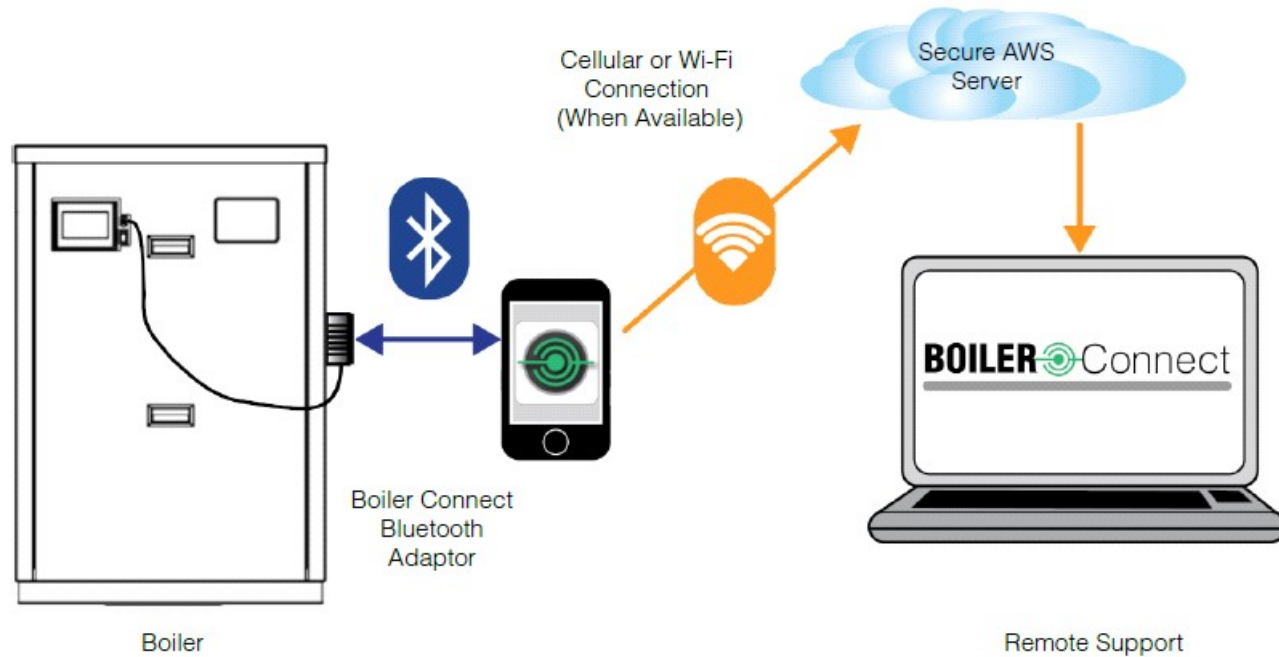 Cellular or Wi-Fi
Connection
(When Available)
Secure AWS
Server
BOILER Connect
Boiler Connect
Bluetooth
Adaptor
Boiler
Remote Support